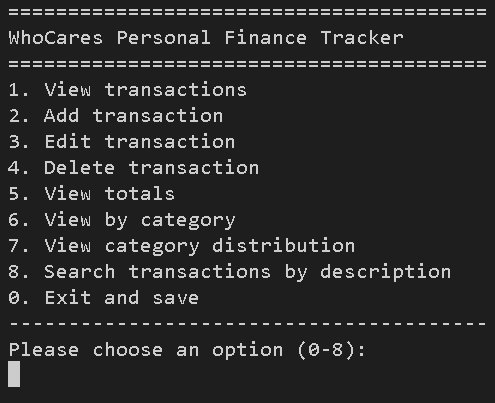 ========================================
WhoCares Personal Finance Tracker
========================================
1. View transactions
2. Add transaction
3. Edit transaction
4. Delete transaction
5. View totals
6. View by category
7. View category distribution
8. Search transactions by description
0. Exit and save
----------------------------------------
Please choose an option (0-8):